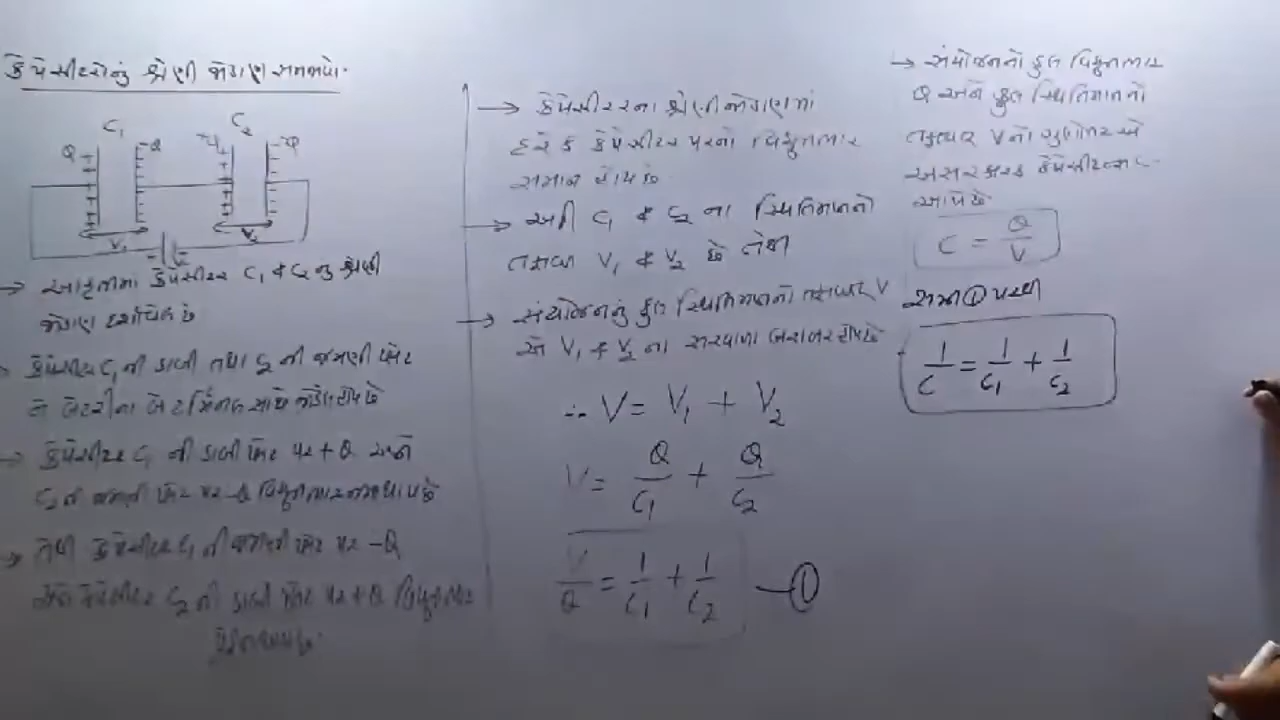 કેપેસીટરોનું શ્રેણી જોડાણ સમજાવો.
C₁
C₂
Q
-Q
-Q
V₁
V₂
→ આકૃતીમાં કેપેસીટર C₁ & C₂ નુ શ્રેણી
જોડાણ દર્શાવેલ છે
કેપેસીટર C₁ ની ડાબી તથા C₂ ની જમણી પ્લેટ
ને બેટરીના બે ટર્મિનલ સાથે
→ કેપેસીટર C₁ ની ડાબી પ્લેટ પર +Q અને
C₂ ની જમણી પ્લેટ પર -Q વિદ્યુતભાર
→ તેથી કેપેસીટર C₁ ની જમણી પ્લેટ પર -Q
અને કેપેસીટર C₂ ની ડાબી પ્લેટ પર +Q વિદ્યુતભાર
→ કેપેસીટરના શ્રેણી જોડાણમાં
દરેક કેપેસીટર પરનો વિદ્યુતભાર
સમાન હોય છે.
→ અહી C₁ & C₂ ના સ્થિતિમાનનો
તફાવત V₁ & V₂ છે તેથી
→ સંયોજનનું કુલ સ્થિતિમાનનો તફાવત V
એ V₁ & V₂ ના સરવાળા બરાબર હોય છે
∴ V = V₁ + V₂
V = Q/C₁ + Q/C₂
V/Q = 1/C₁ + 1/C₂ —①
→ સંયોજનનો કુલ વિદ્યુતભાર
Q અને કુલ સ્થિતિમાનનો
તફાવત V નો ગુણોત્તર એ
અસરકારક કેપેસીટન્સ C
આપે છે.
C = Q/V
સમી ① પરથી
1/C = 1/C₁ + 1/C₂